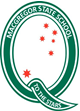 MACGREGOR STATE SCHOOL
TO THE STARS